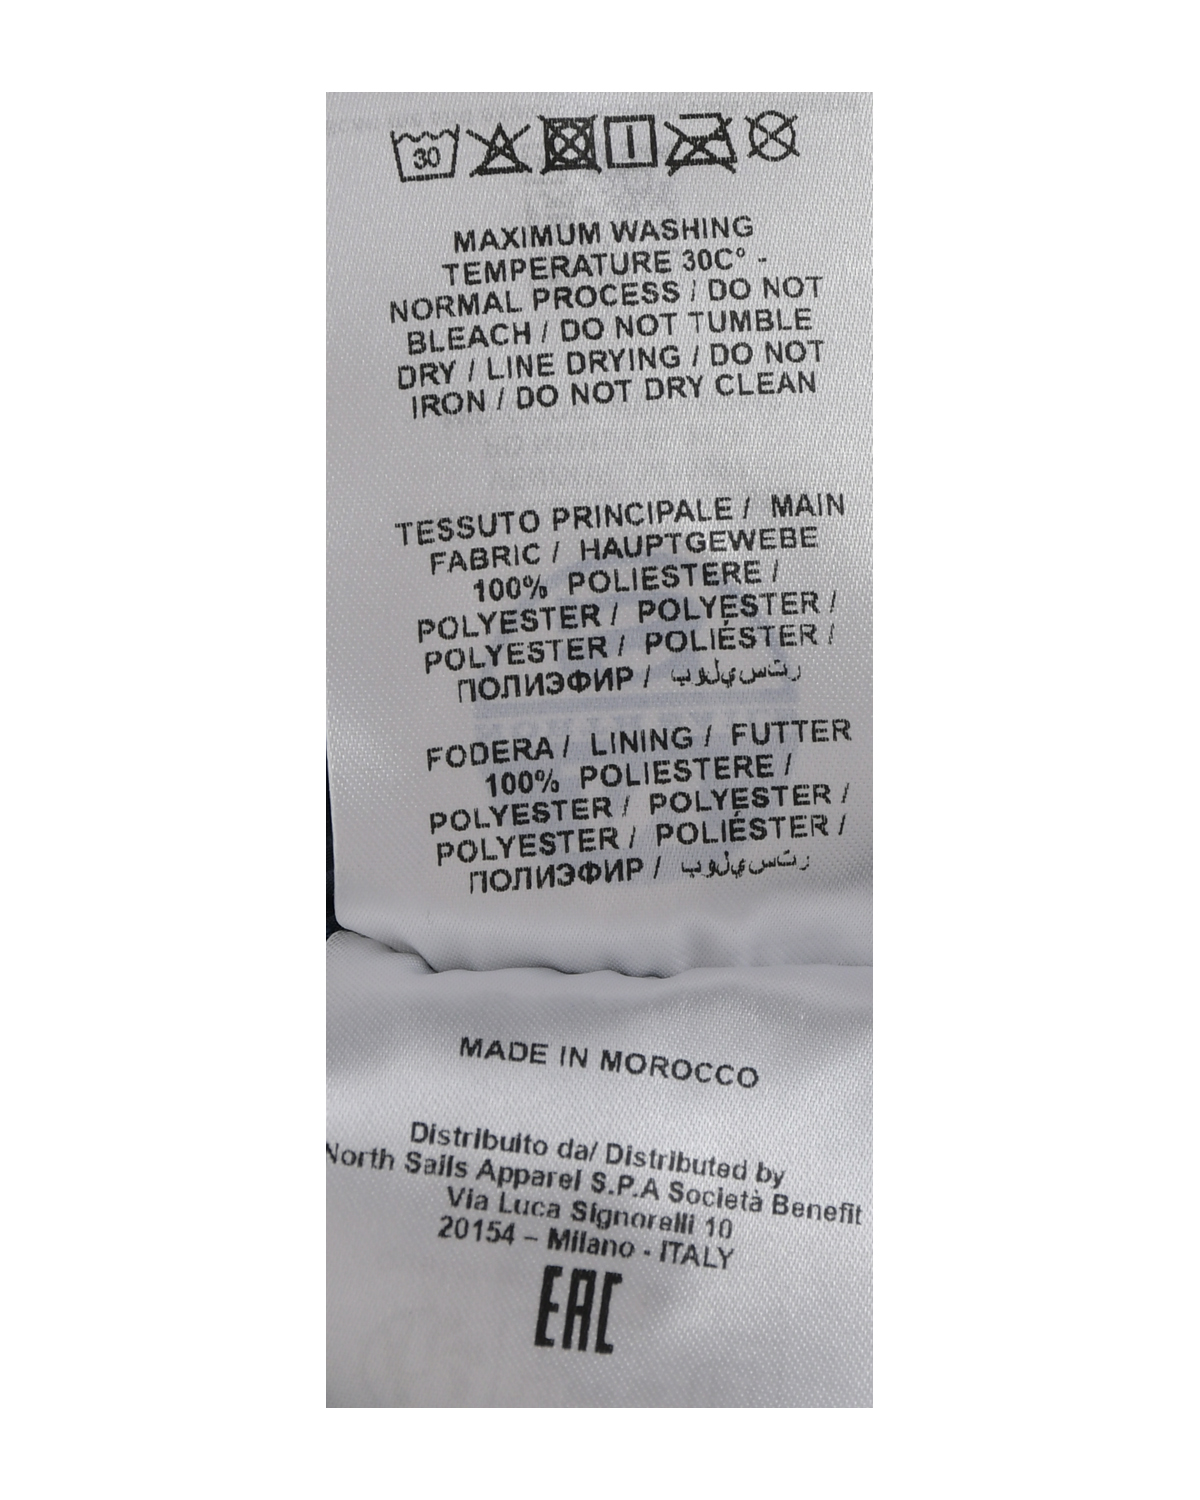 30
MAXIMUM WASHING
TEMPERATURE 30C° -
NORMAL PROCESS / DO NOT
BLEACH / DO NOT TUMBLE
DRY / LINE DRYING / DO NOT
IRON / DO NOT DRY CLEAN
TESSUTO PRINCIPALE / MAIN
FABRIC / HAUPTGEWEBE
100% POLIESTERE /
POLYESTER / POLYESTER /
POLYESTER / POLIÉSTER /
ПОЛИЭФИР / بوليستر
FODERA / LINING / FUTTER
100% POLIESTERE /
POLYESTER / POLYESTER /
POLYESTER / POLIÉSTER /
ПОЛИЭФИР / بوليستر
MADE IN MOROCCO
Distribuito da/ Distributed by
North Sails Apparel S.P.A Società Benefit
Via Luca Signorelli 10
20154 – Milano - ITALY
EAC